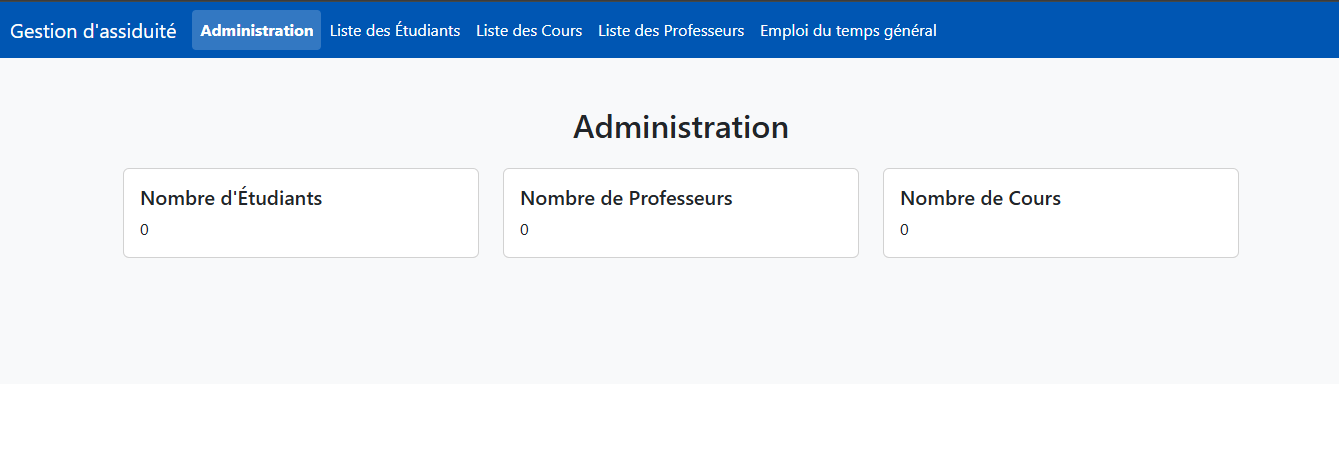 Gestion d'assiduité Administration Liste des Étudiants Liste des Cours Liste des Professeurs Emploi du temps général
Administration
Nombre d'Étudiants
0
Nombre de Professeurs
0
Nombre de Cours
0